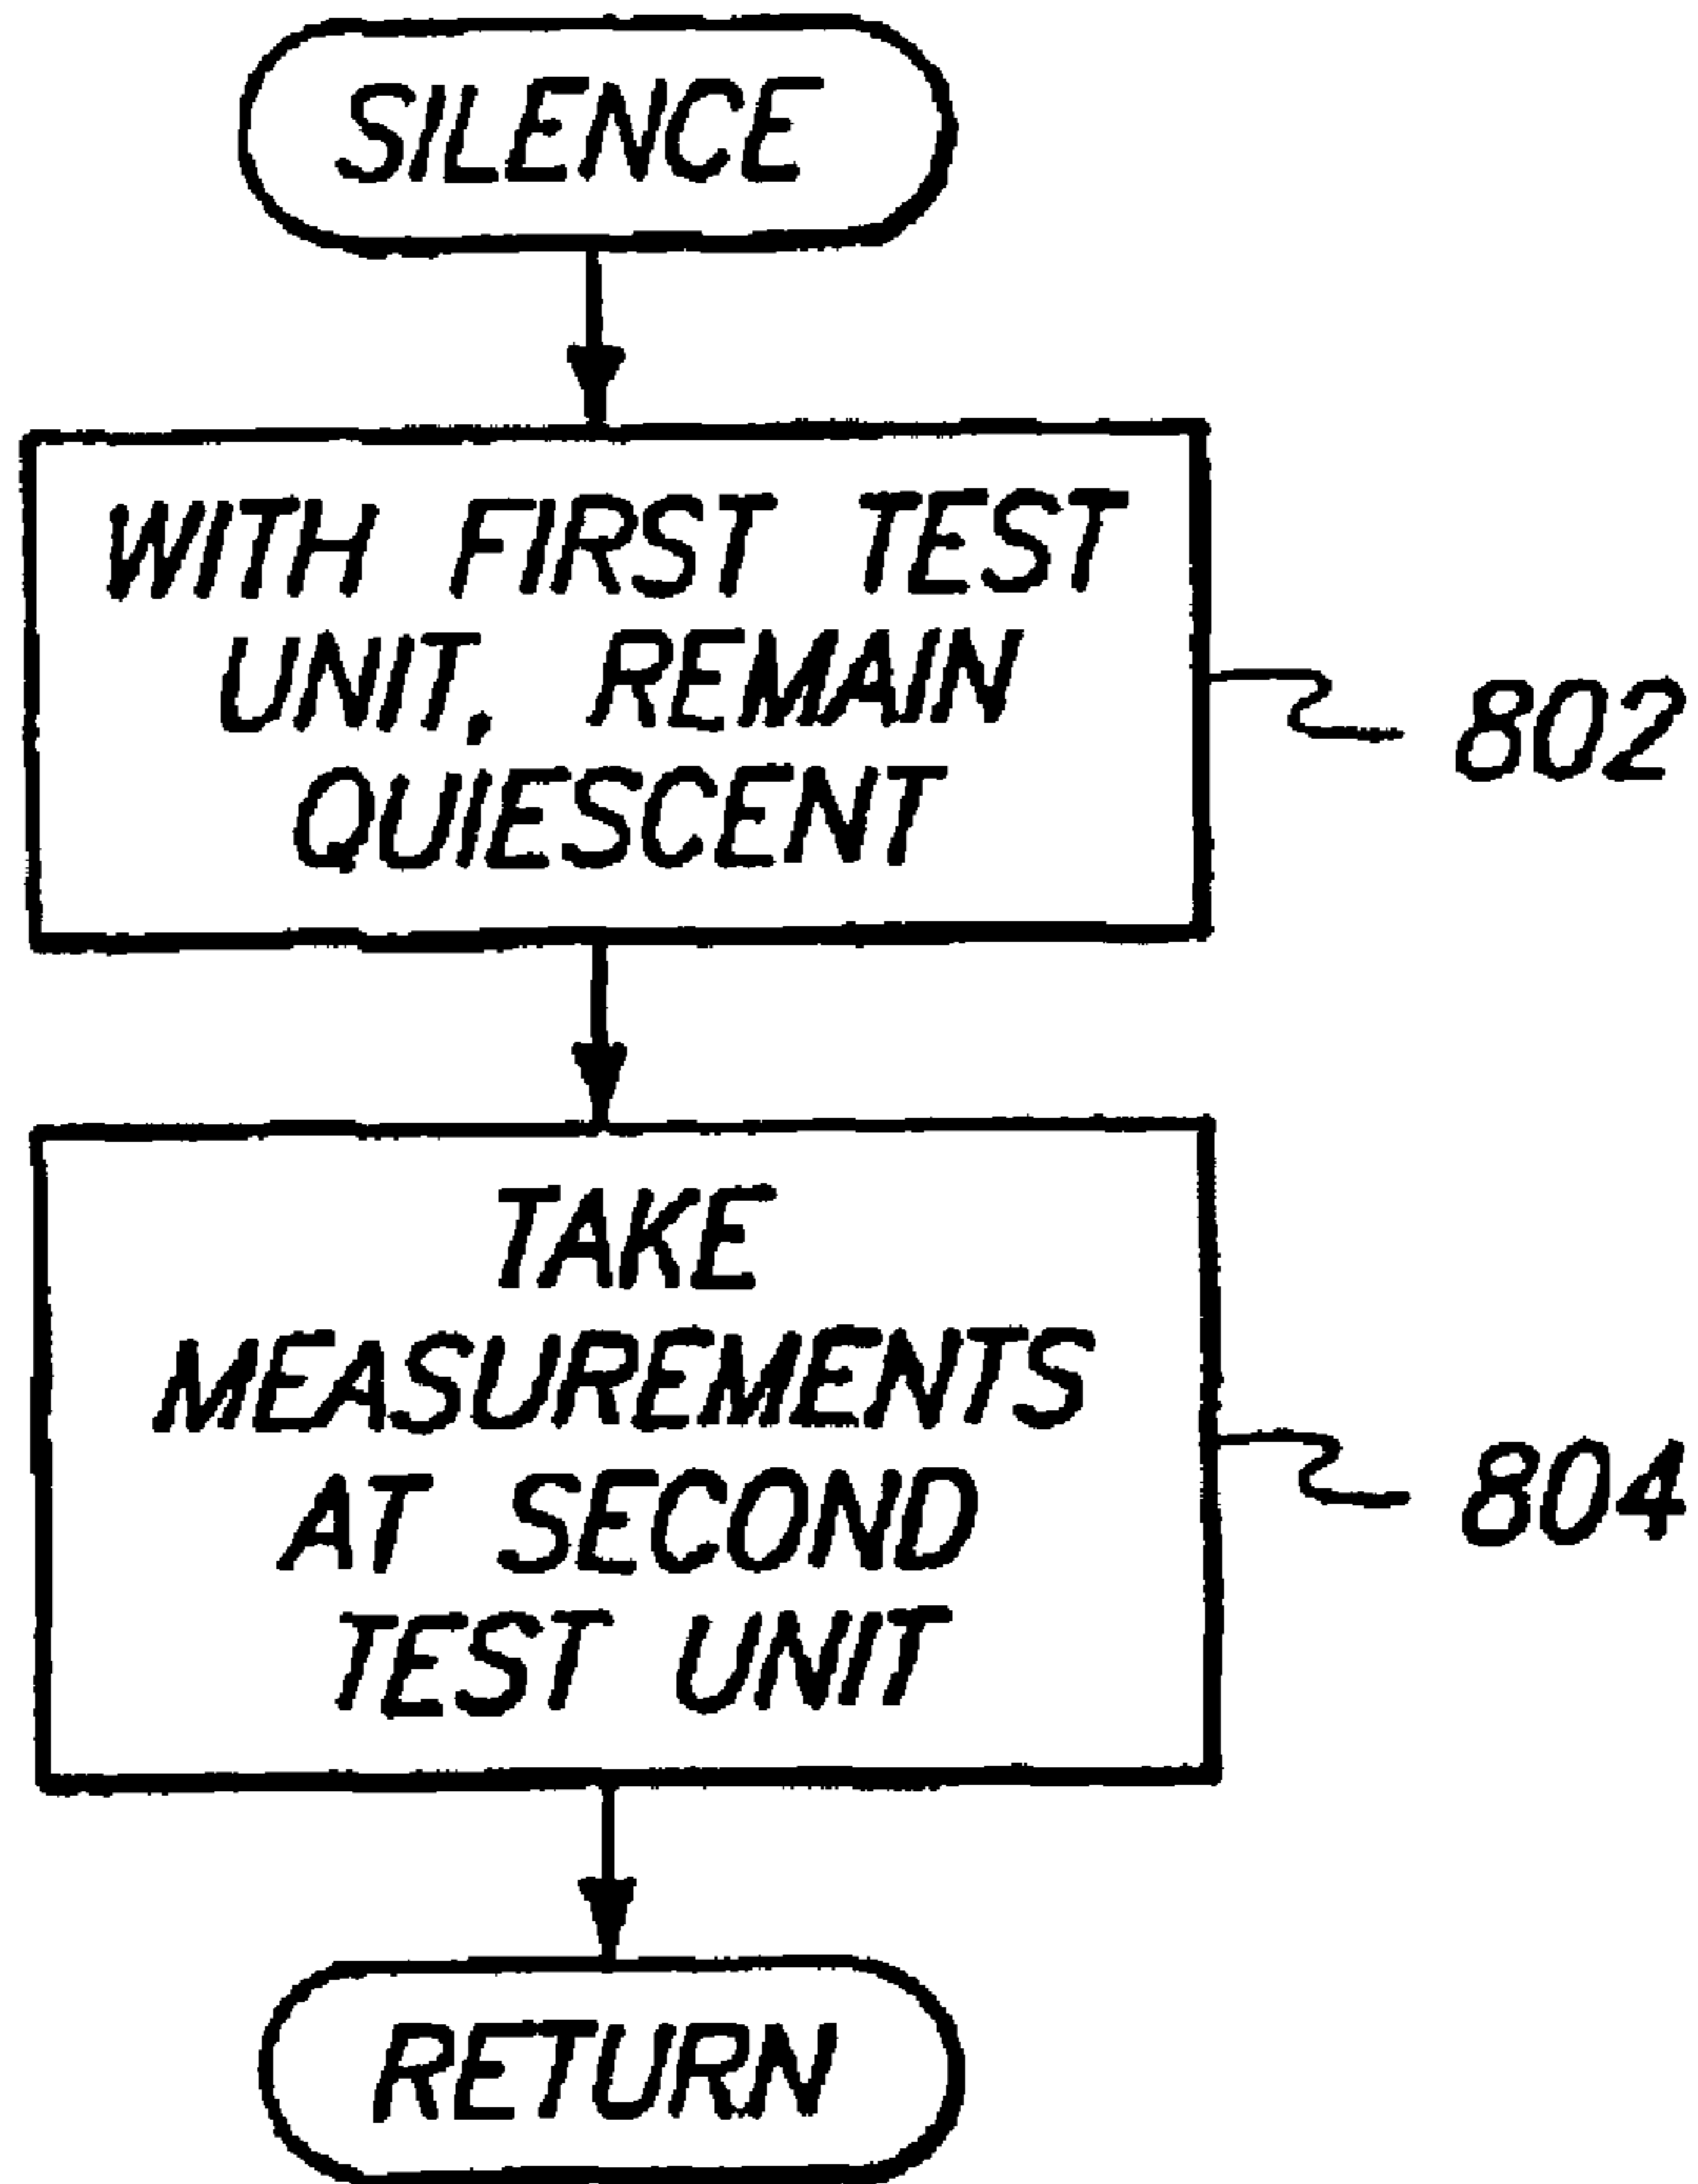 SILENCE
WITH FIRST TEST
UNIT, REMAIN
QUIESCENT
802
TAKE
MEASUREMENTS
AT SECOND
TEST UNIT
804
RETURN